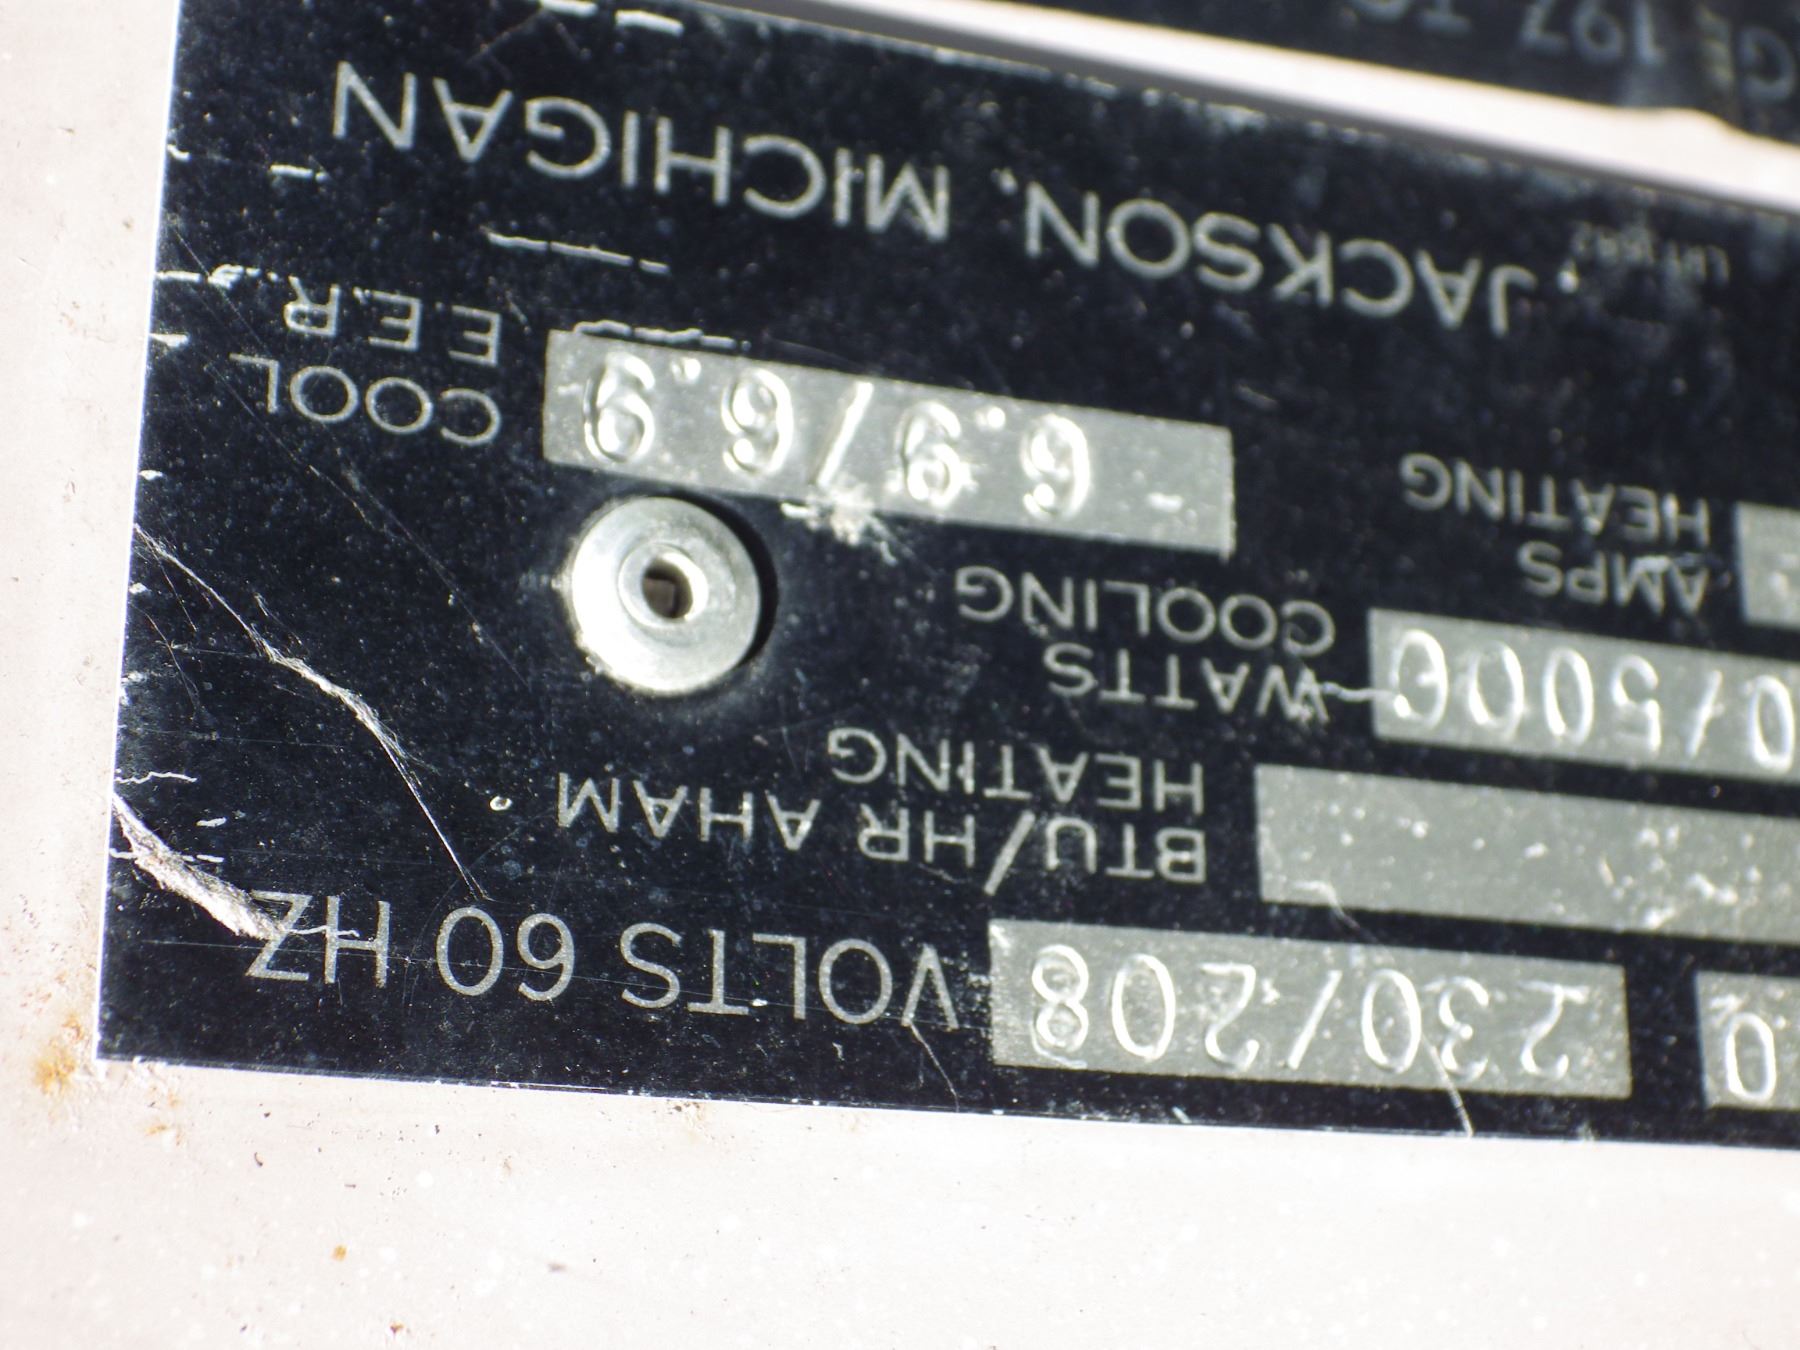 0 230/208 VOLTS 60 HZ
BTU/HR AHAM
HEATING
0/5000 WATTS
COOLING
AMPS
HEATING
6.9/6.9 COOL
E.E.R.
JACKSON, MICHIGAN